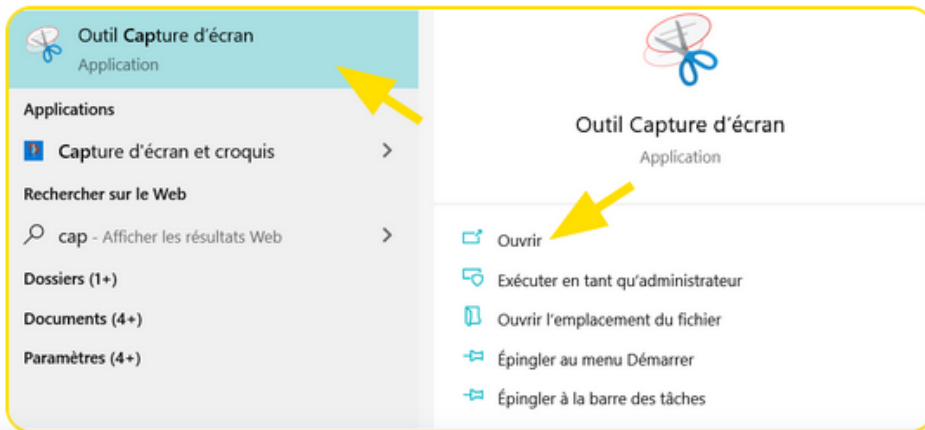 Outil Capture d'écran
Application
Applications
Capture d'écran et croquis
Rechercher sur le Web
cap - Afficher les résultats Web
Dossiers (1+)
Documents (4+)
Paramètres (4+)
Outil Capture d'écran
Application
Ouvrir
Exécuter en tant qu'administrateur
Ouvrir l'emplacement du fichier
Épingler au menu Démarrer
Épingler à la barre des tâches